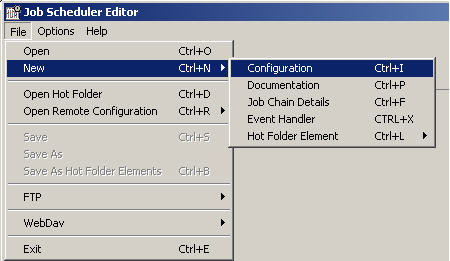 Job Scheduler Editor
File Options Help
Open Ctrl+O
New Ctrl+N
Open Hot Folder Ctrl+D
Open Remote Configuration Ctrl+R
Save Ctrl+S
Save As
Save As Hot Folder Elements Ctrl+B
FTP
WebDav
Exit Ctrl+E
Configuration Ctrl+I
Documentation Ctrl+P
Job Chain Details Ctrl+F
Event Handler CTRL+X
Hot Folder Element Ctrl+L